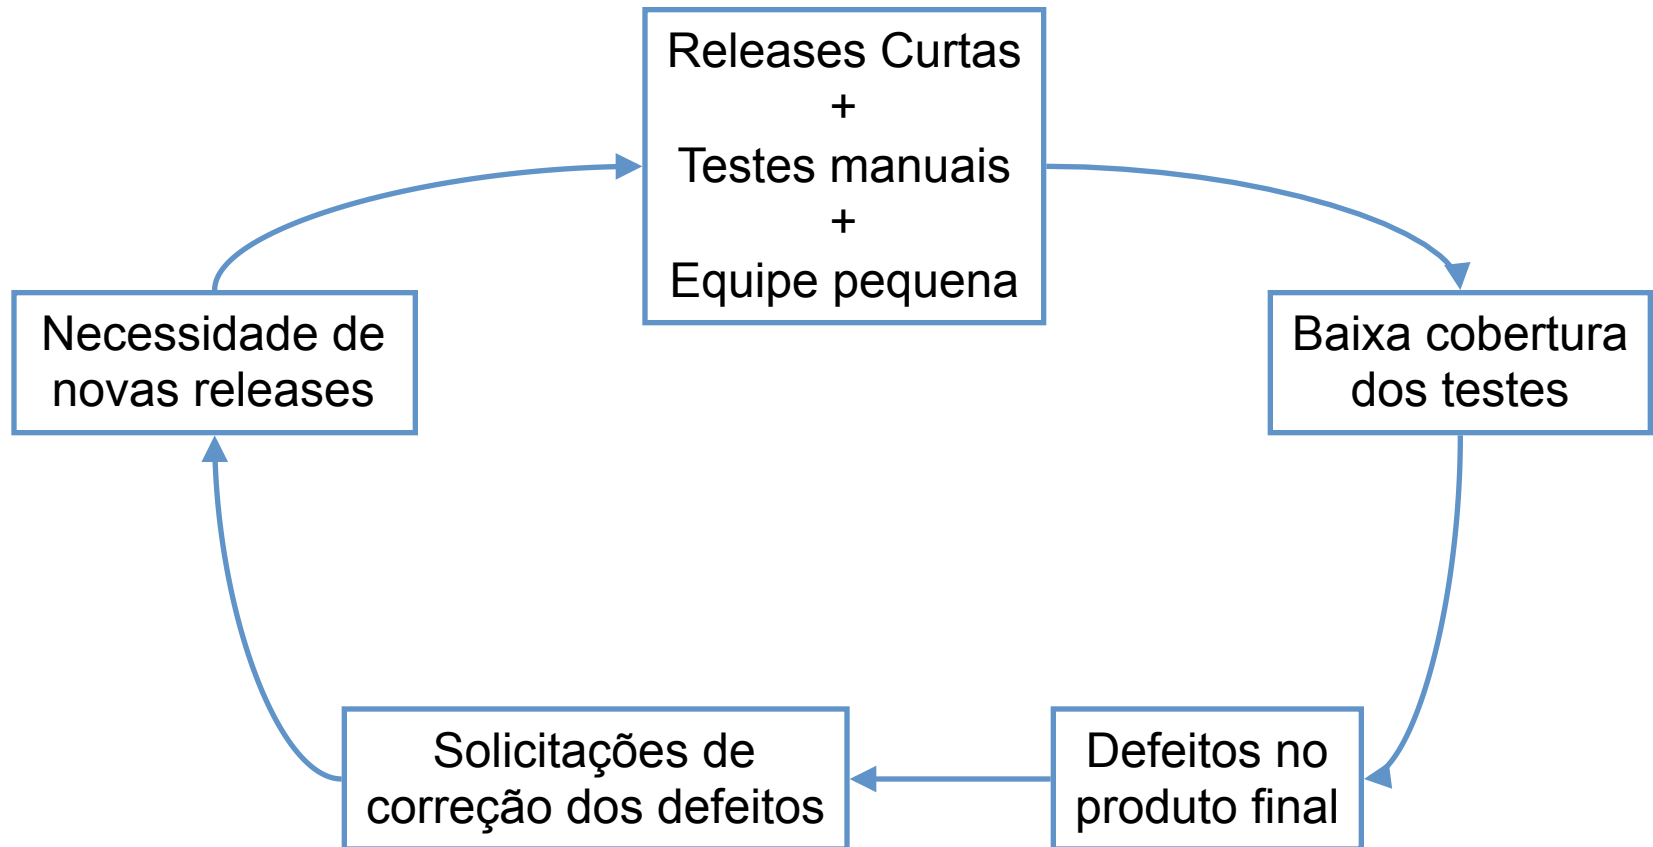 Releases Curtas
+
Testes manuais
+
Equipe pequena
Necessidade de
novas releases
Baixa cobertura
dos testes
Solicitações de
correção dos defeitos
Defeitos no
produto final